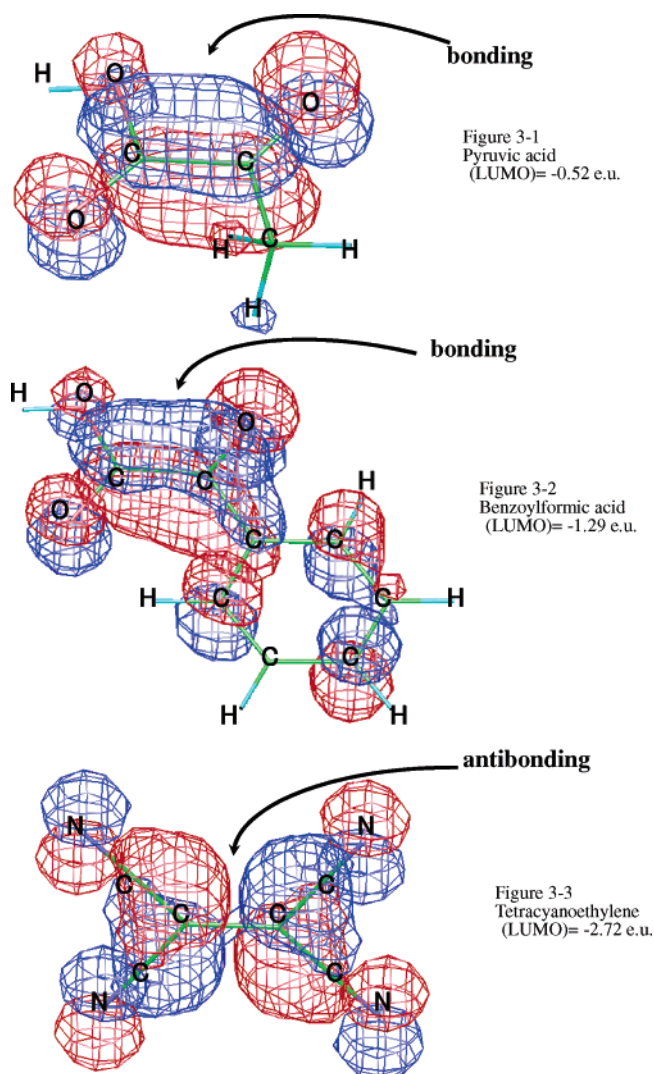 bonding
H
O
O
C
C
O
C
H
H
H
Figure 3-1
Pyruvic acid
(LUMO)= -0.52 e.u.
bonding
H
O
O
C
C
O
H
C
C
H
C
C
H
C
C
H
H
Figure 3-2
Benzoylformic acid
(LUMO)= -1.29 e.u.
antibonding
N
N
C
C
C
C
C
C
N
N
Figure 3-3
Tetracyanoethylene
(LUMO)= -2.72 e.u.